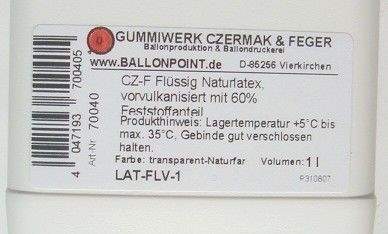 GUMMIWERK CZERMAK & FEGER
Ballonproduktion & Ballondruckerei
www.BALLONPOINT.de D-85256 Vierkirchen
CZ-F Flüssig Naturlatex,
vorvulkanisiert mit 60%
Feststoffanteil
Produkthinweis: Lagertemperatur +5°C bis
max. 35°C, Gebinde gut verschlossen
halten.
Farbe: transparent-Naturfar Volumen: 1 l
LAT-FLV-1
P310807
4 047193 700405
Art-Nr 70040